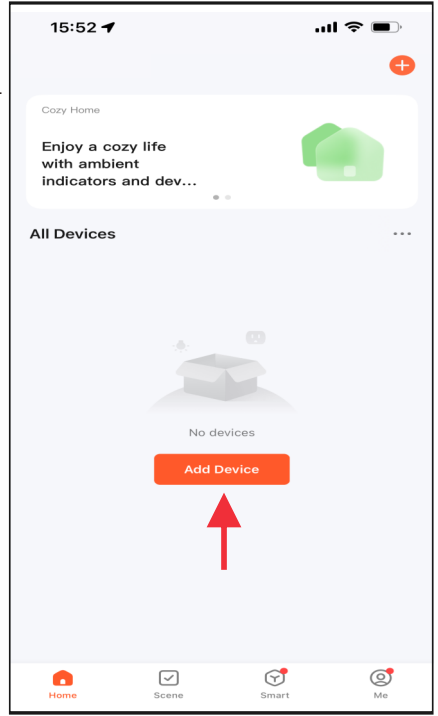 15:52
Cozy Home
Enjoy a cozy life
with ambient
indicators and dev...
All Devices
No devices
Add Device
Home
Scene
Smart
Me